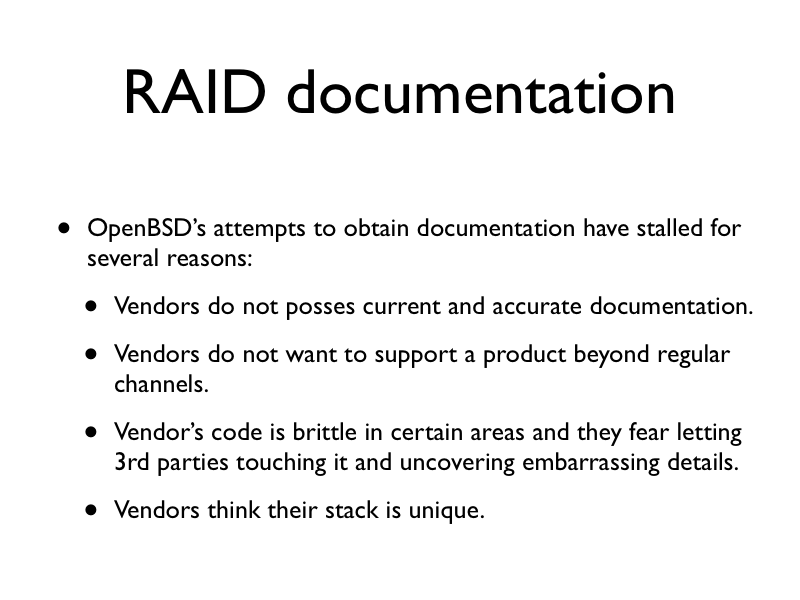 RAID documentation
• OpenBSD’s attempts to obtain documentation have stalled for
several reasons:
• Vendors do not posses current and accurate documentation.
• Vendors do not want to support a product beyond regular
channels.
• Vendor’s code is brittle in certain areas and they fear letting
3rd parties touching it and uncovering embarrassing details.
• Vendors think their stack is unique.